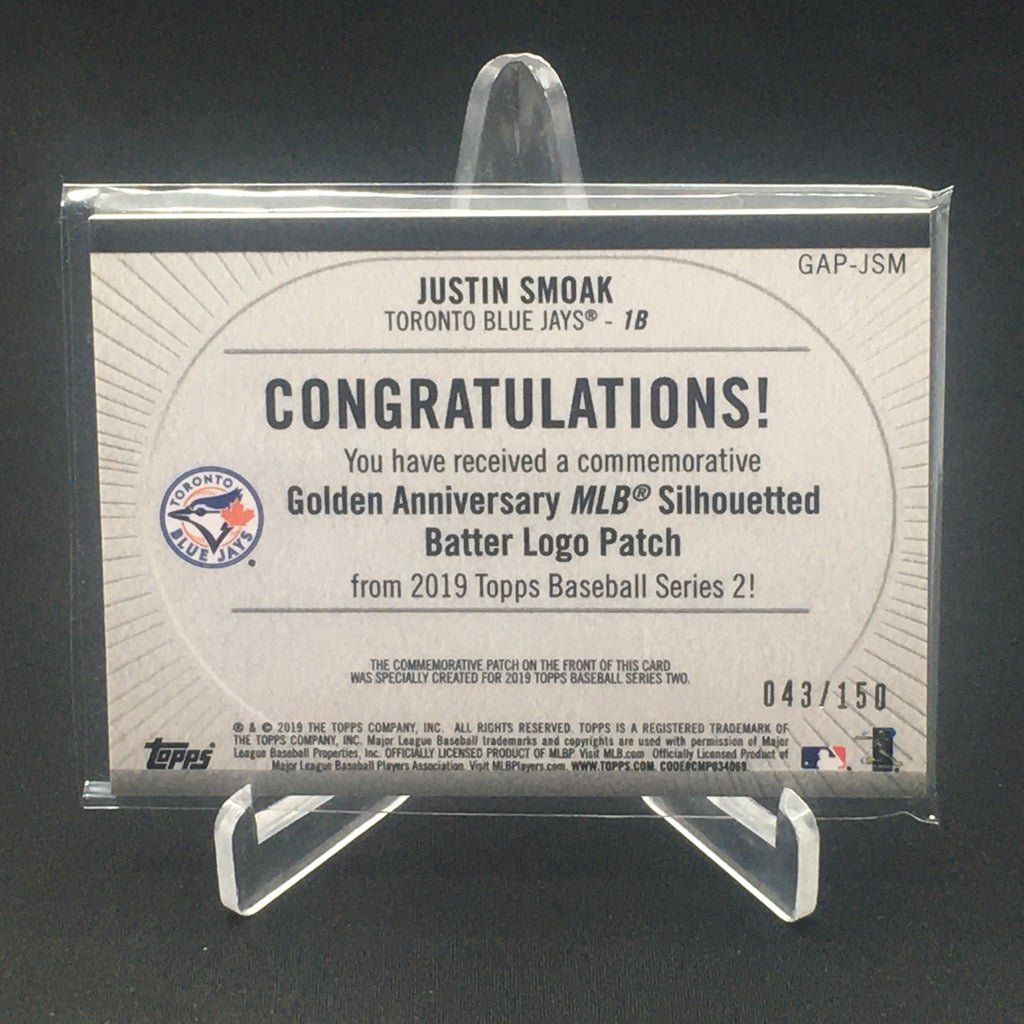 GAP-JSM
JUSTIN SMOAK
TORONTO BLUE JAYS® - 1B
CONGRATULATIONS!
You have received a commemorative
Golden Anniversary MLB® Silhouetted
Batter Logo Patch
from 2019 Topps Baseball Series 2!
TORONTO
BLUE JAYS
THE COMMEMORATIVE PATCH ON THE FRONT OF THIS CARD
WAS SPECIALLY CREATED FOR 2019 TOPPS BASEBALL SERIES TWO.
043/150
topps
® & © 2019 THE TOPPS COMPANY, INC. ALL RIGHTS RESERVED. TOPPS IS A REGISTERED TRADEMARK OF
THE TOPPS COMPANY, INC. Major League Baseball trademarks and copyrights are used with permission of Major
League Baseball Properties, Inc. OFFICIALLY LICENSED PRODUCT OF MLBP Visit MLB.com Officially Licensed Product of
Major League Baseball Players Association. Visit MLBPlayers.com. WWW.TOPPS.COM. CODE#CMP034069.